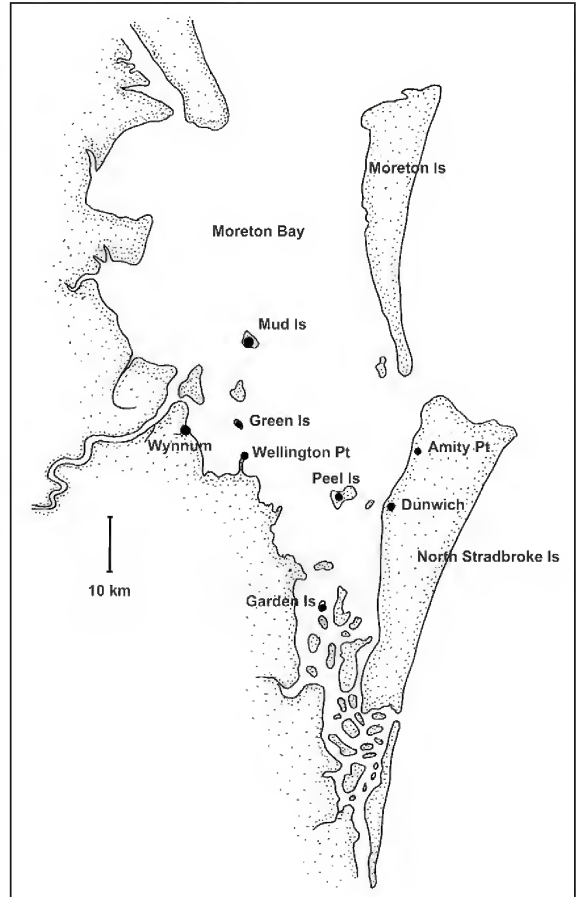 Moreton Is
Moreton Bay
Mud Is
Green Is
Wynnum
Wellington Pt
Amity Pt
Peel Is
Dunwich
North Stradbroke Is
10 km
Garden Is